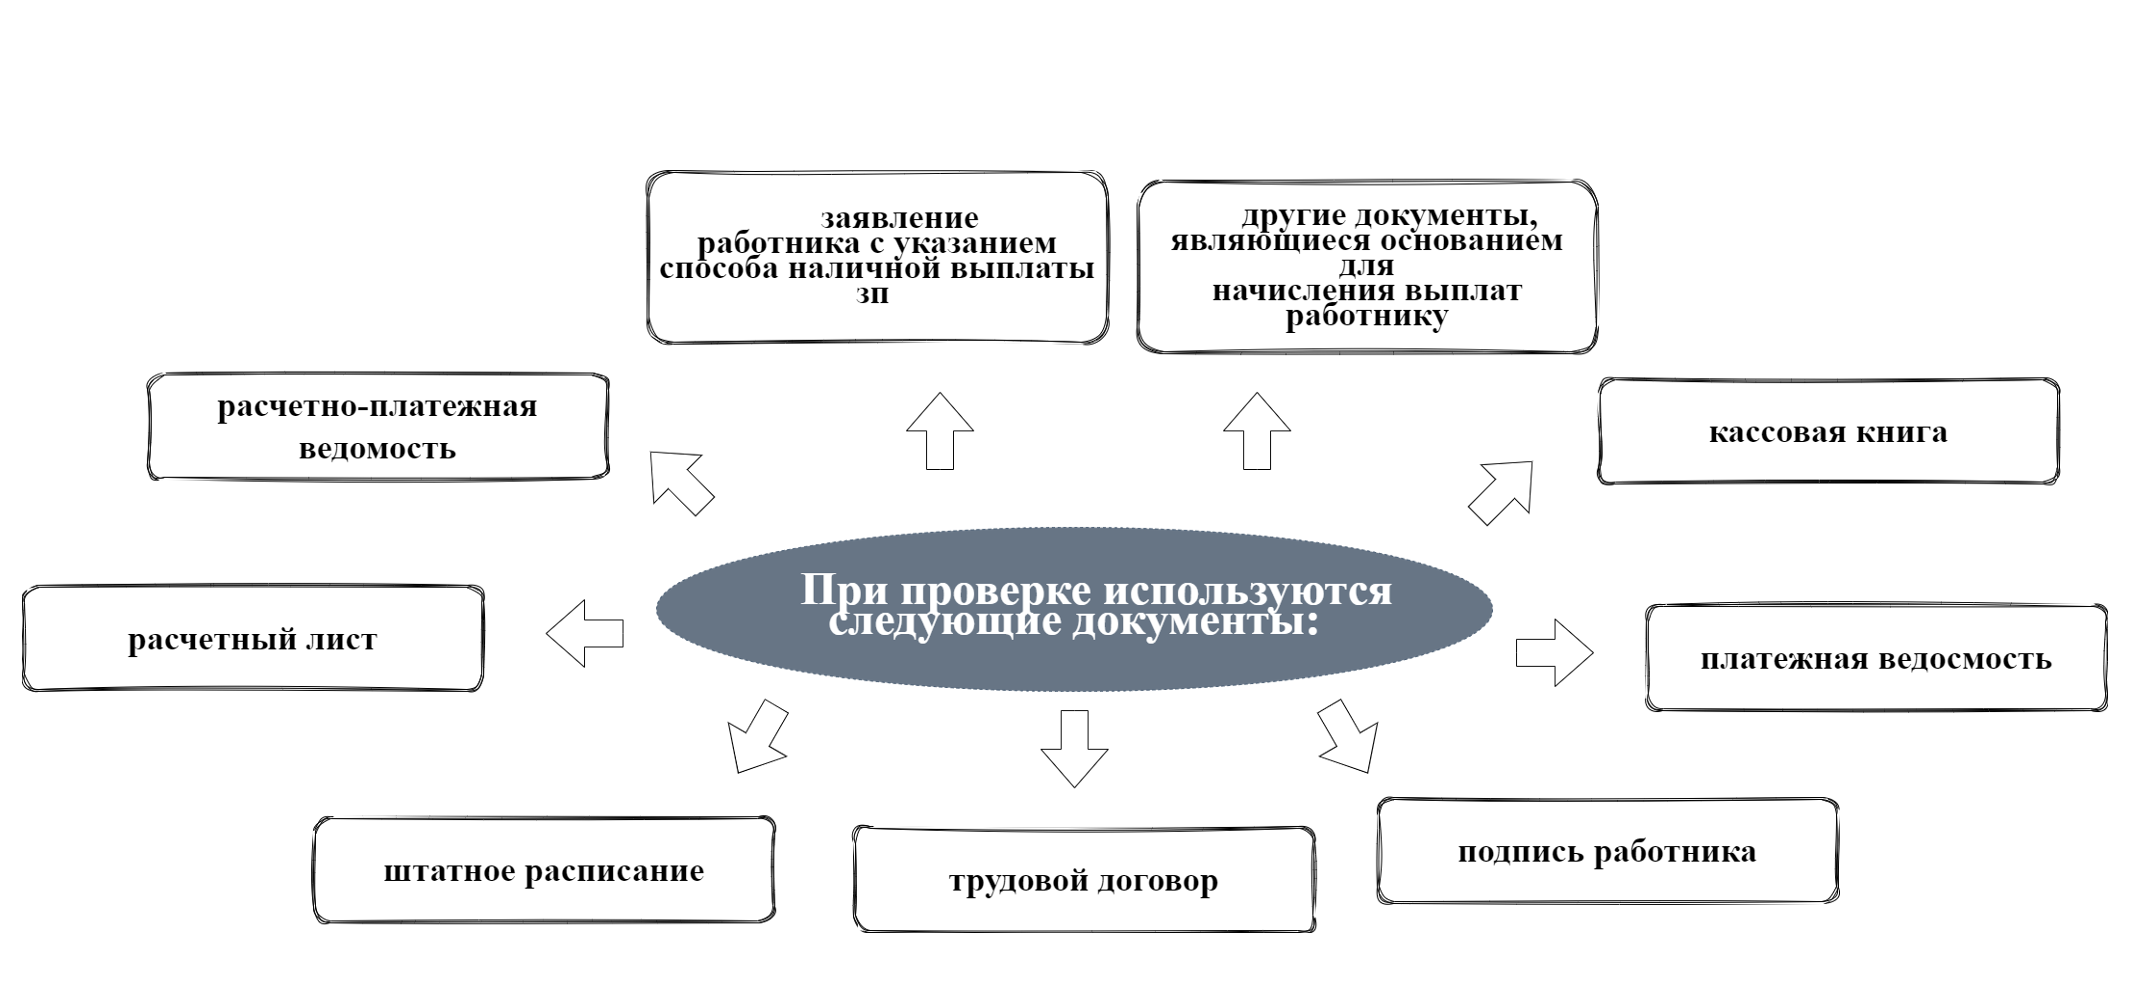 заявление
работника с указанием
способа наличной выплаты
зп
другие документы,
являющиеся основанием
для
начисления выплат
работнику
расчетно-платежная
ведомость
кассовая книга
При проверке используются
следующие документы:
расчетный лист
платежная ведосмость
штатное расписание
трудовой договор
подпись работника